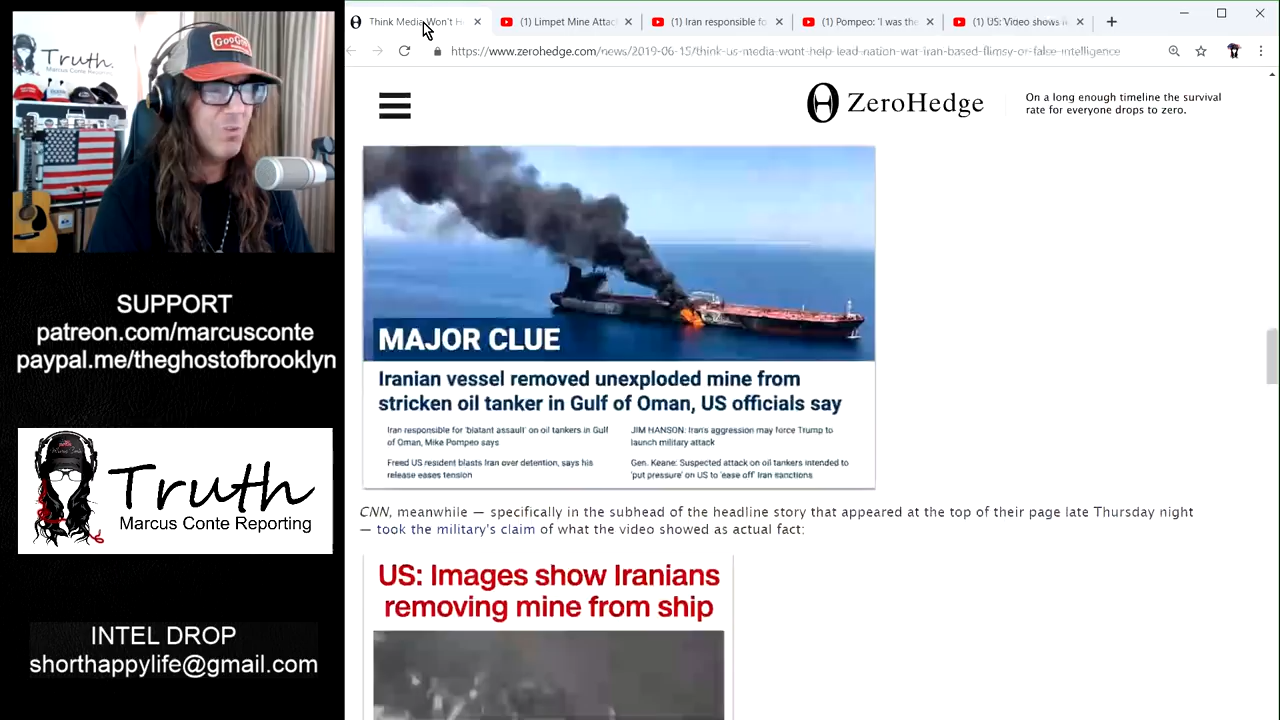 Truth.
Marcus Conte Reporting
SUPPORT
patreon.com/marcusconte
paypal.me/theghostofbrooklyn
Truth
Marcus Conte Reporting
INTEL DROP
shorthappylife@gmail.com
Think Media Won't H
(1) Limpet Mine Attac
(1) Iran responsible fo
(1) Pompeo: 'I was the
(1) US: Video shows
https://www.zerohedge.com/news/2019-06-15/think-us-media-wont-help-lead-nation-war-iran-based-flimsy-or-false-intelligence
ZeroHedge
On a long enough timeline the survival
rate for everyone drops to zero.
MAJOR CLUE
Iranian vessel removed unexploded mine from
stricken oil tanker in Gulf of Oman, US officials say
Iran responsible for 'blatant assault' on oil tankers in Gulf
of Oman, Mike Pompeo says
Freed US resident blasts Iran over detention, says his
release eases tension
JIM HANSON: Iran's aggression may force Trump to
launch military attack
Gen. Keane: Suspected attack on oil tankers intended to
'put pressure' on US to 'ease off' Iran sanctions
CNN, meanwhile — specifically in the subhead of the headline story that appeared at the top of their page late Thursday night
— took the military's claim of what the video showed as actual fact:
US: Images show Iranians
removing mine from ship